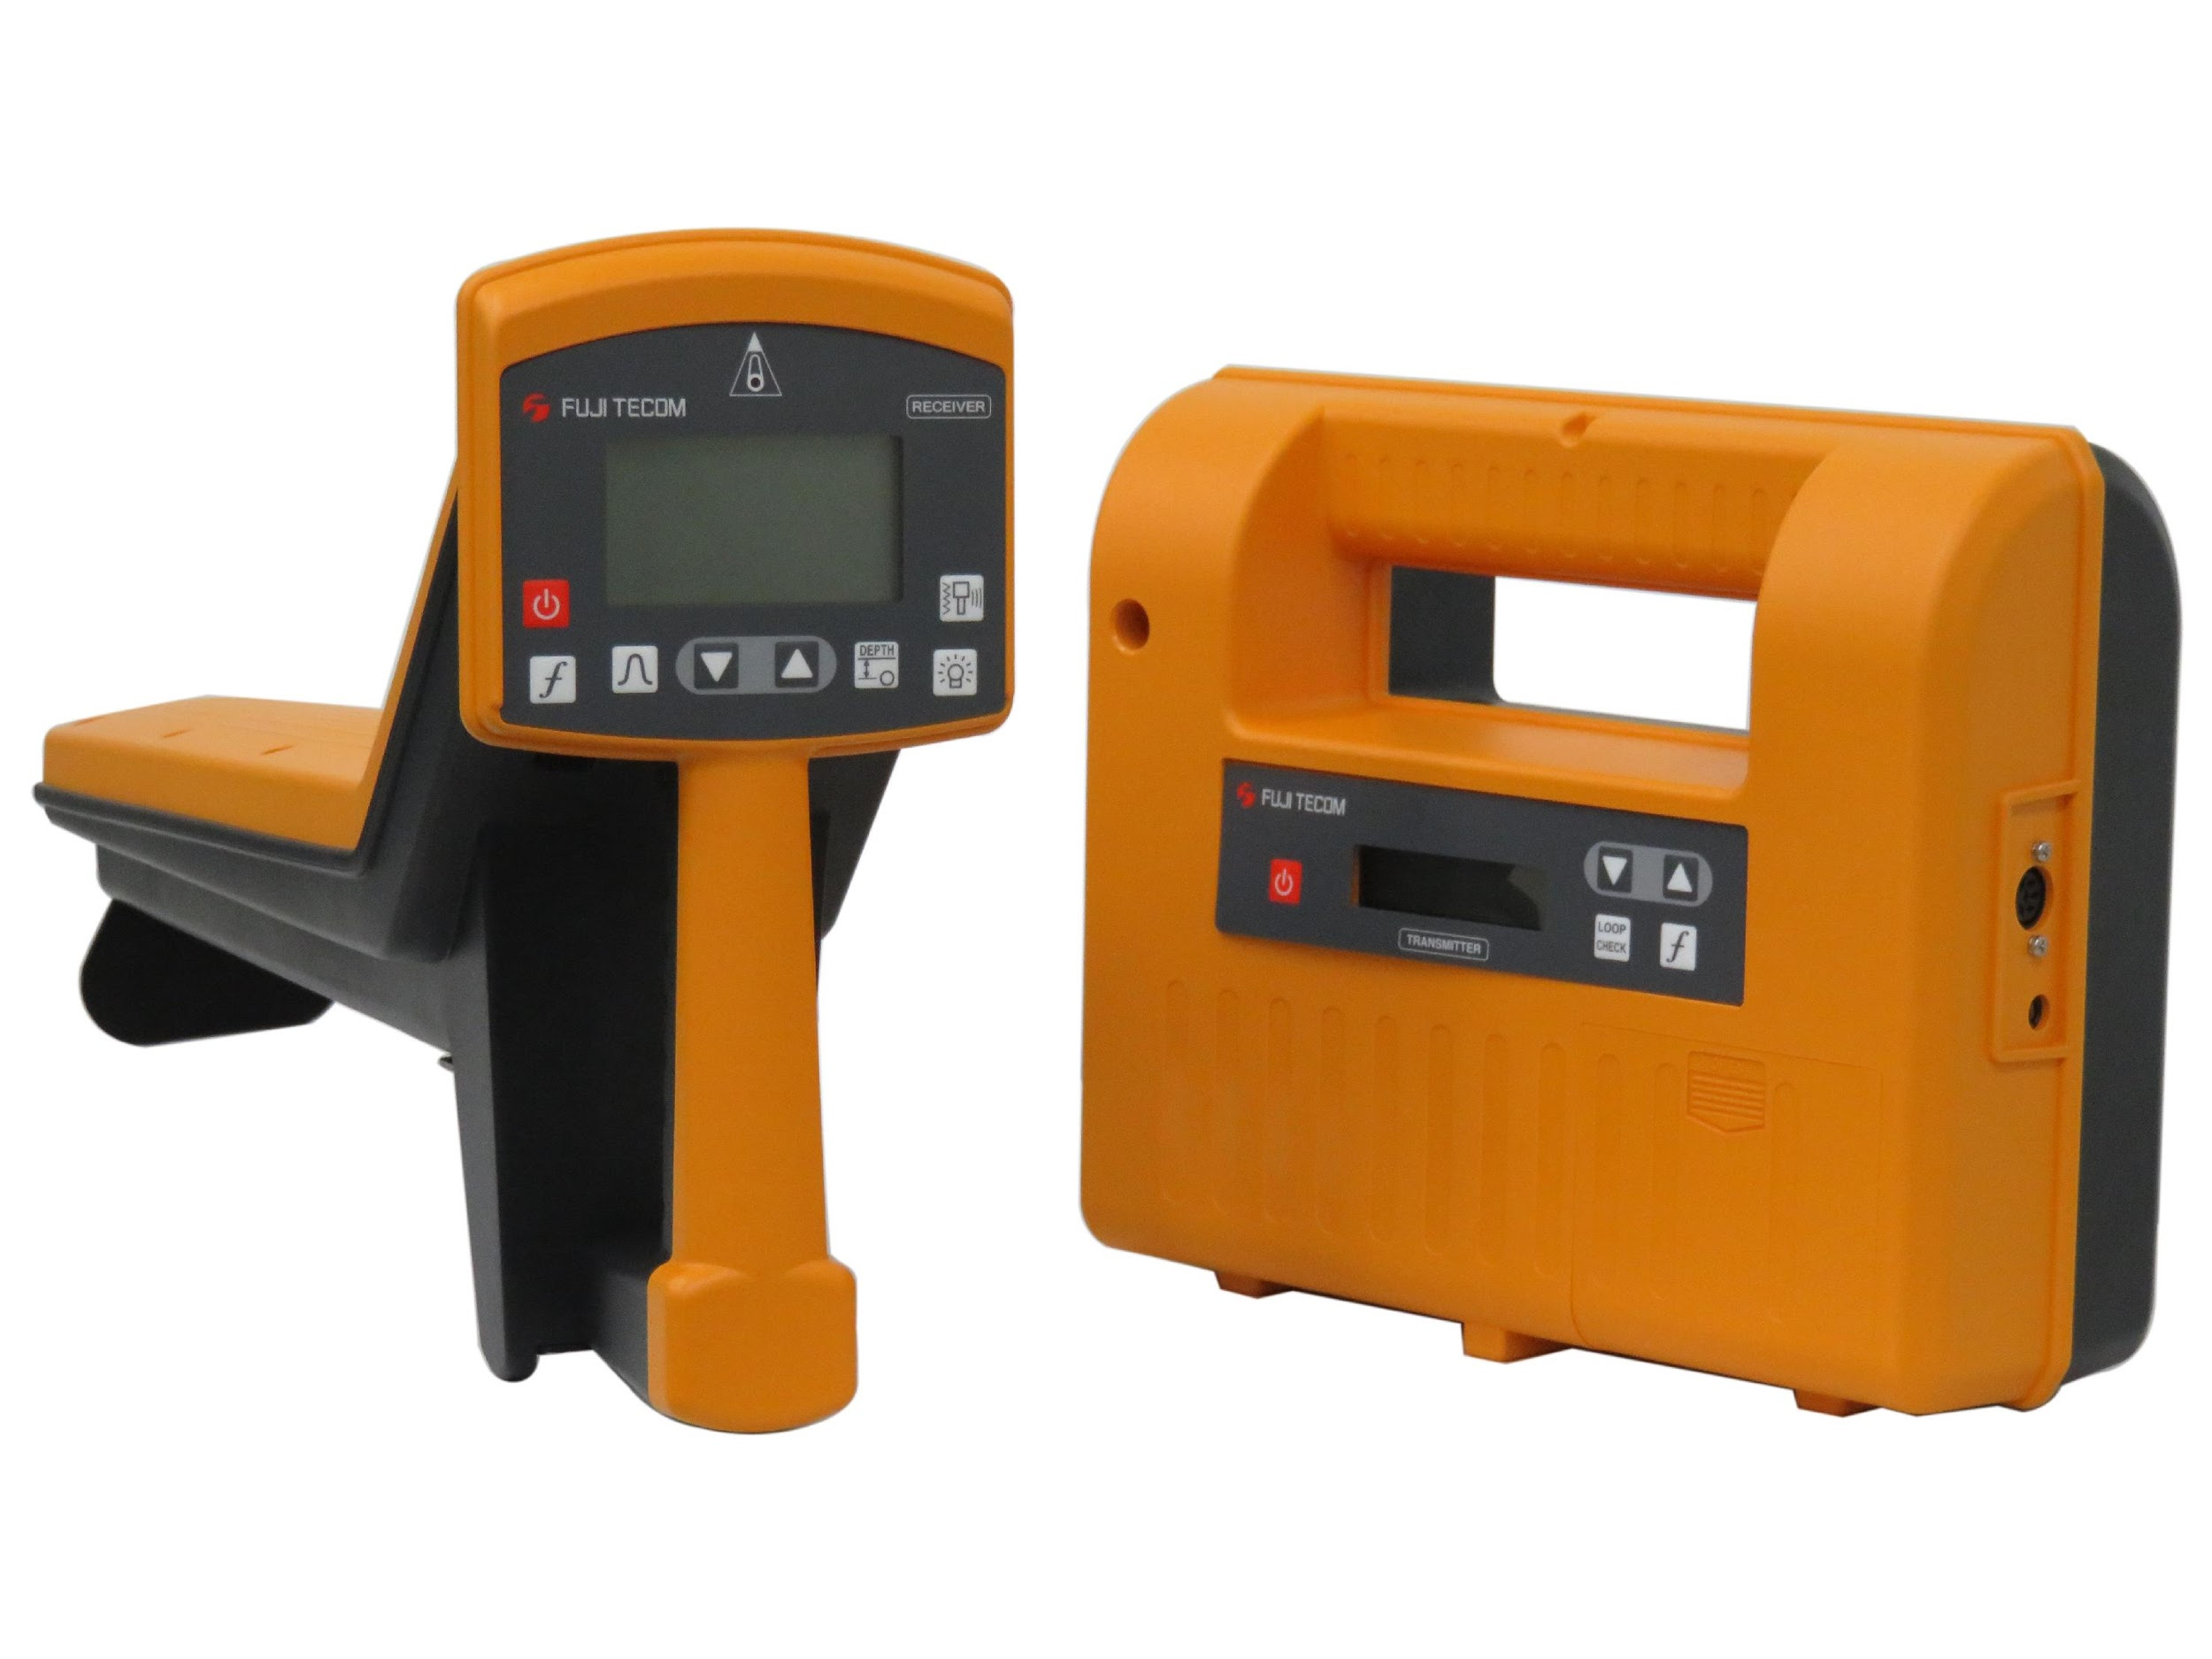 FUJI TECOM
RECEIVER
f
DEPTH
FUJI TECOM
TRANSMITTER
LOOP
CHECK
f